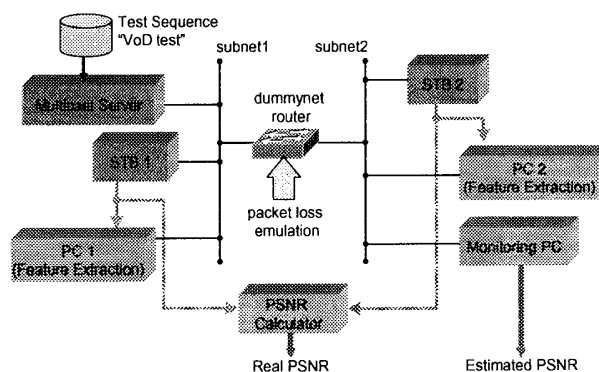 Test Sequence
"VoD test"
subnet1
subnet2
Multicast Server
STB 2
dummynet
router
STB 1
PC 2
(Feature Extraction)
packet loss
emulation
PC 1
(Feature Extraction)
Monitoring PC
PSNR
Calculator
Real PSNR
Estimated PSNR